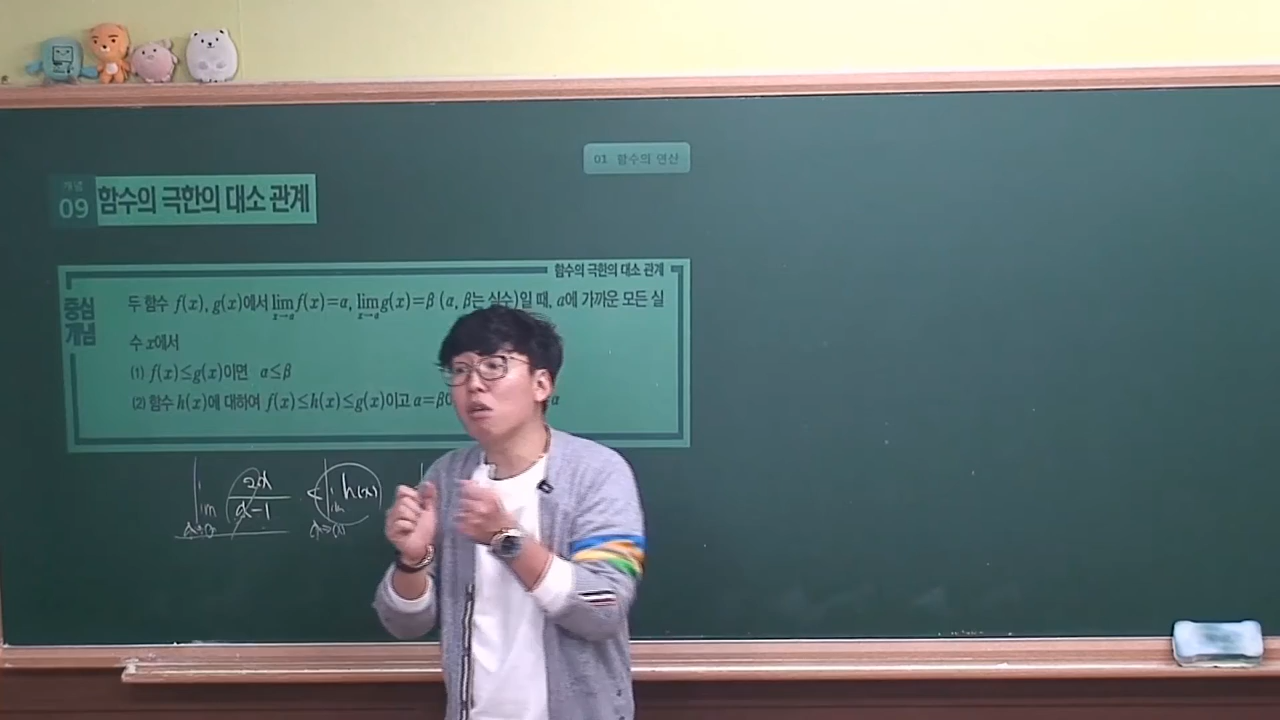 01 함수의 연산
개념
09 함수의 극한의 대소 관계
함수의 극한의 대소 관계
중심
개념
두 함수 f(x), g(x)에서 lim f(x)=α, lim g(x)=β (α, β는 실수)일 때, a에 가까운 모든 실
x→a x→a
수 x에서
(1) f(x)≤g(x)이면 α≤β
(2) 함수 h(x)에 대하여 f(x)≤h(x)≤g(x)이고 α=β
lim 2x < lim h(x)
x-1
x→∞